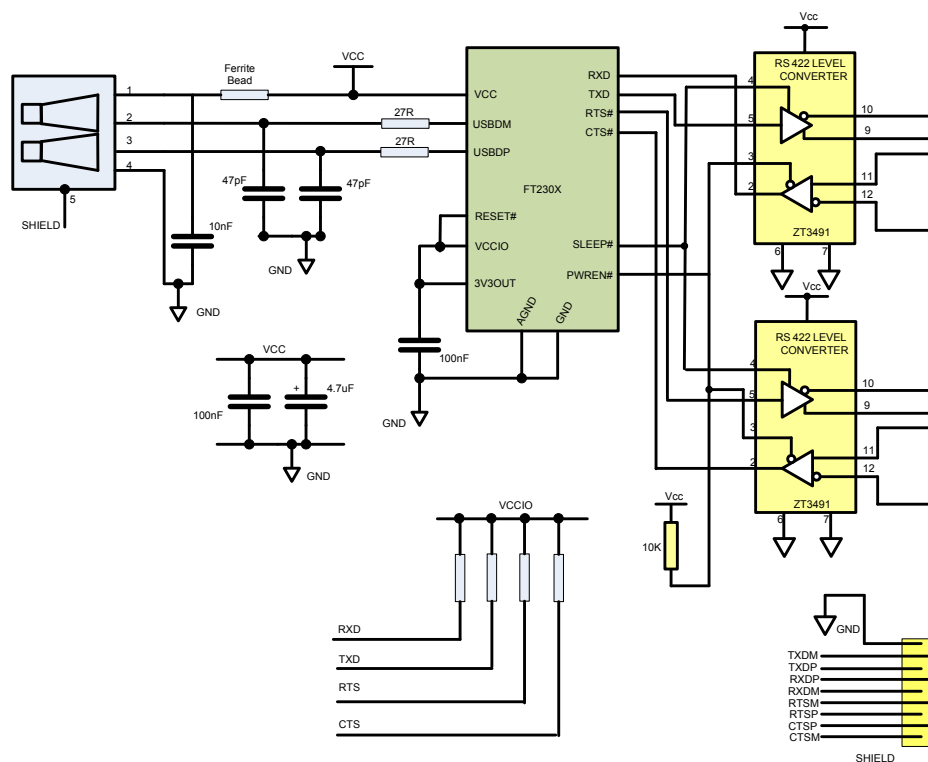 Vcc
RS 422 LEVEL
CONVERTER
4
5
3
2
10
9
11
12
ZT3491
6
7
VCC
Ferrite
Bead
1
2
3
4
5
SHIELD
27R
27R
47pF
47pF
10nF
GND
GND
VCC
USBDM
USBDP
FT230X
RESET#
VCCIO
3V3OUT
AGND
GND
RXD
TXD
RTS#
CTS#
SLEEP#
PWREN#
100nF
GND
VCC
100nF
+
4.7uF
GND
Vcc
RS 422 LEVEL
CONVERTER
4
5
3
2
10
9
11
12
ZT3491
6
7
Vcc
10K
VCCIO
RXD
TXD
RTS
CTS
GND
TXDM
TXDP
RXDP
RXDM
RTSM
RTSP
CTSP
CTSM
SHIELD